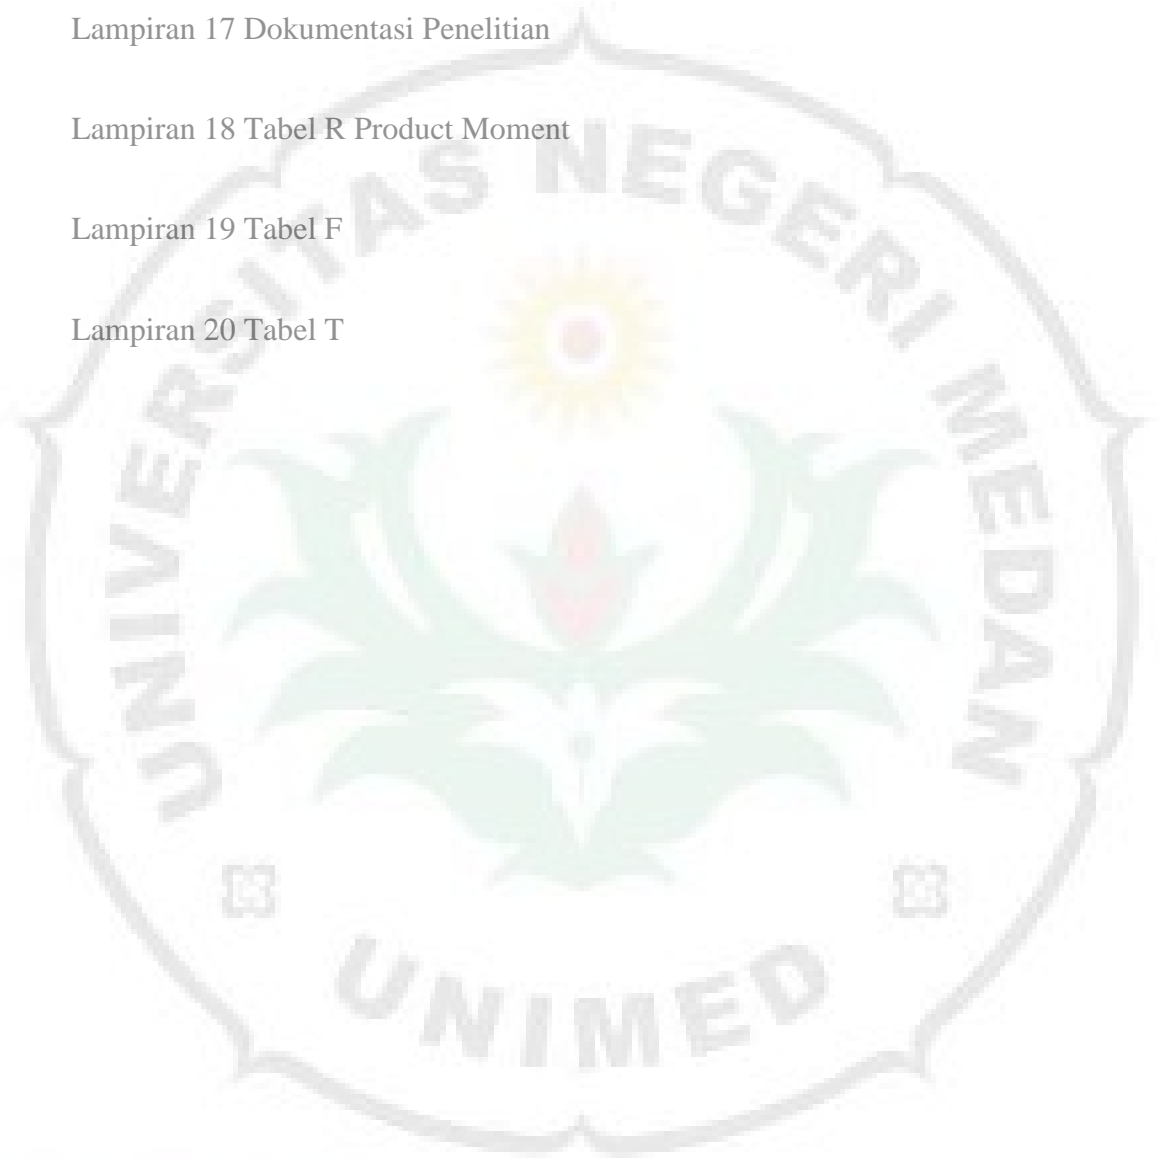 Lampiran 17 Dokumentasi Penelitian
Lampiran 18 Tabel R Product Moment
Lampiran 19 Tabel F
Lampiran 20 Tabel T
UNIVERSITAS NEGERI MEDAN
UNIMED